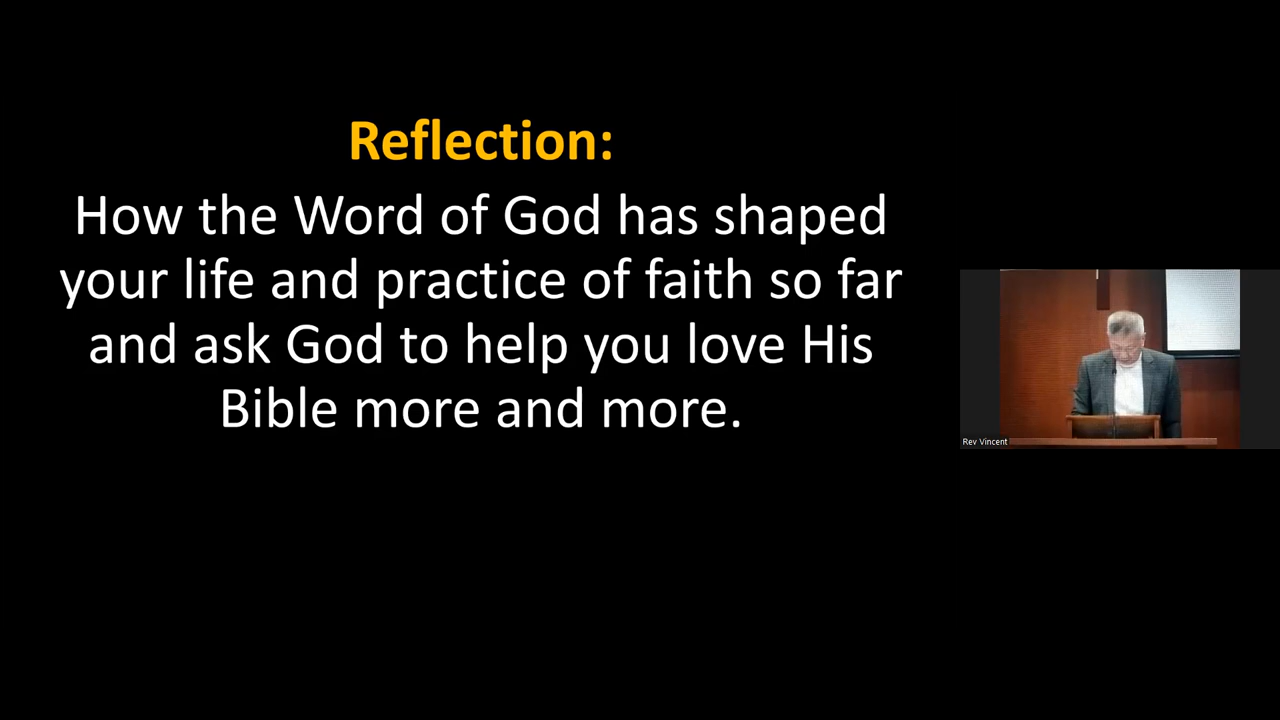 Reflection:
How the Word of God has shaped
your life and practice of faith so far
and ask God to help you love His
Bible more and more.
Rev Vincent